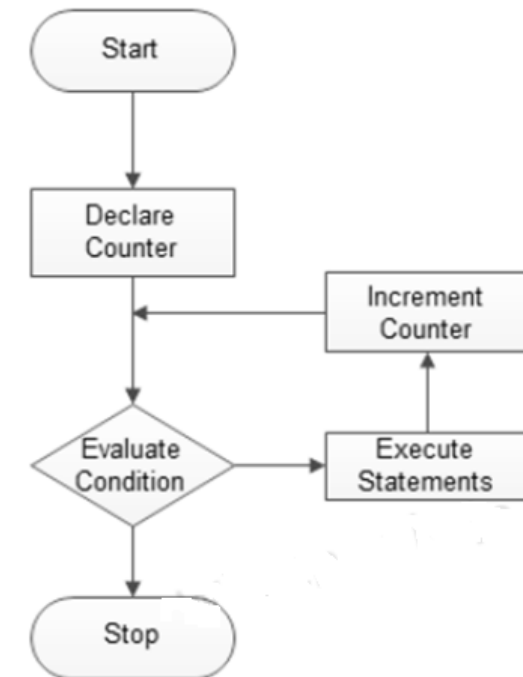 Start
Declare
Counter
Increment
Counter
Evaluate
Condition
Execute
Statements
Stop